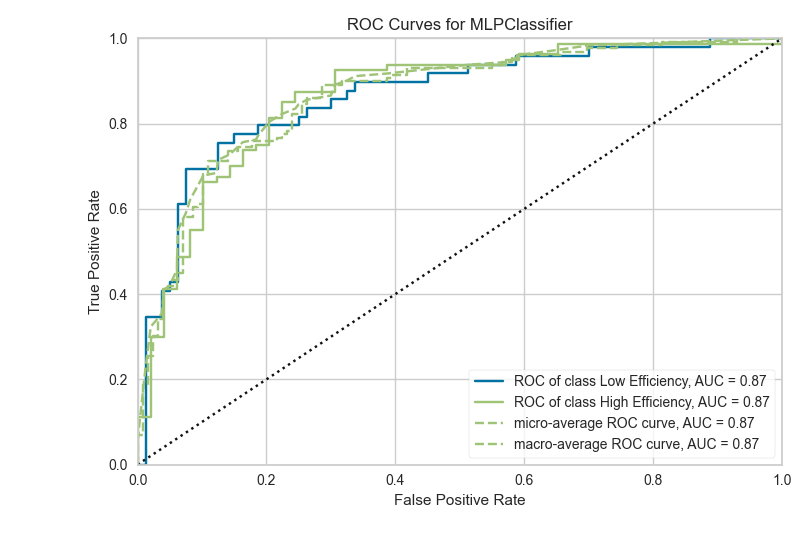 ROC Curves for MLPClassifier
1.0
0.8
0.6
0.4
0.2
0.0
True Positive Rate
ROC of class Low Efficiency, AUC = 0.87
ROC of class High Efficiency, AUC = 0.87
micro-average ROC curve, AUC = 0.87
macro-average ROC curve, AUC = 0.87
0.0 0.2 0.4 0.6 0.8 1.0
False Positive Rate